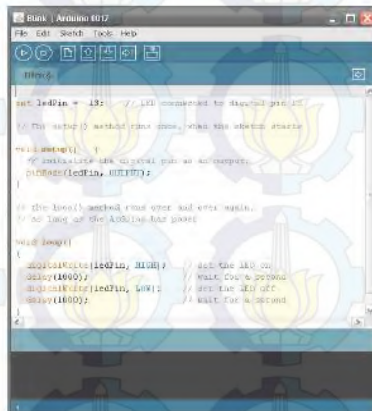 Blink | Arduino 0017
File Edit Sketch Tools Help
Blink §
int ledPin = 13; // LED connected to digital pin 13
// The setup() method runs once, when the sketch starts
void setup() {
// initialize the digital pin as an output:
pinMode(ledPin, OUTPUT);
}
// the loop() method runs over and over again,
// as long as the Arduino has power
void loop()
{
digitalWrite(ledPin, HIGH); // set the LED on
delay(1000); // wait for a second
digitalWrite(ledPin, LOW); // set the LED off
delay(1000); // wait for a second
}